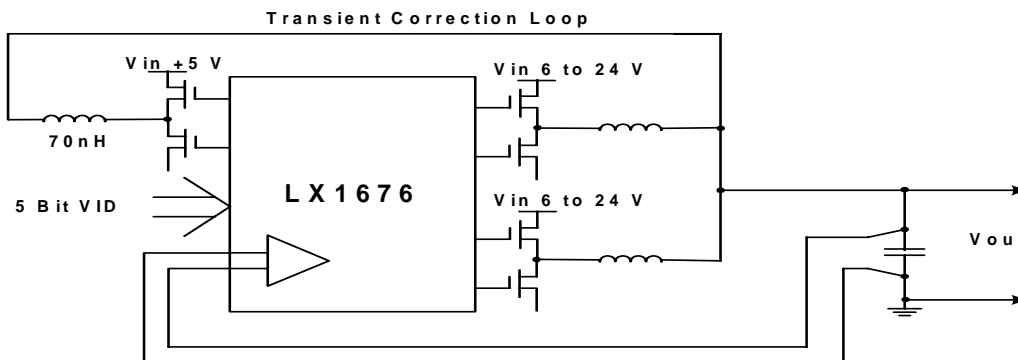 Transient Correction Loop
Vin +5 V
Vin 6 to 24 V
70nH
LX1676
5 Bit VID
Vin 6 to 24 V
Vou